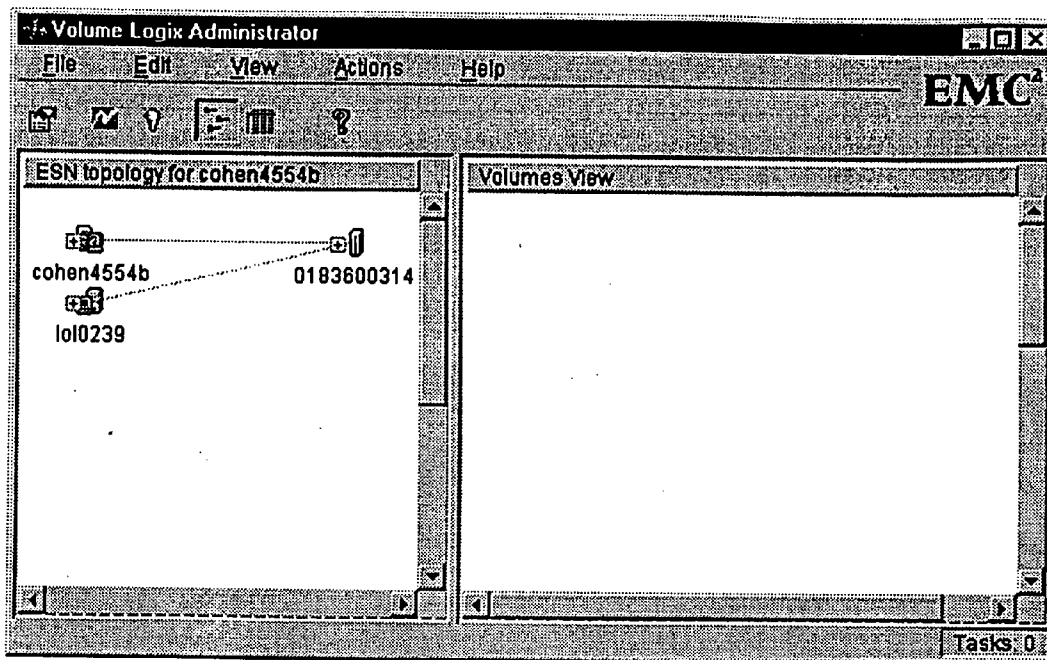 Volume Logix Administrator
File Edit View Actions Help
EMC²
ESN topology for cohen4554b
Volumes View
cohen4554b
0183600314
lol0239
Tasks: 0